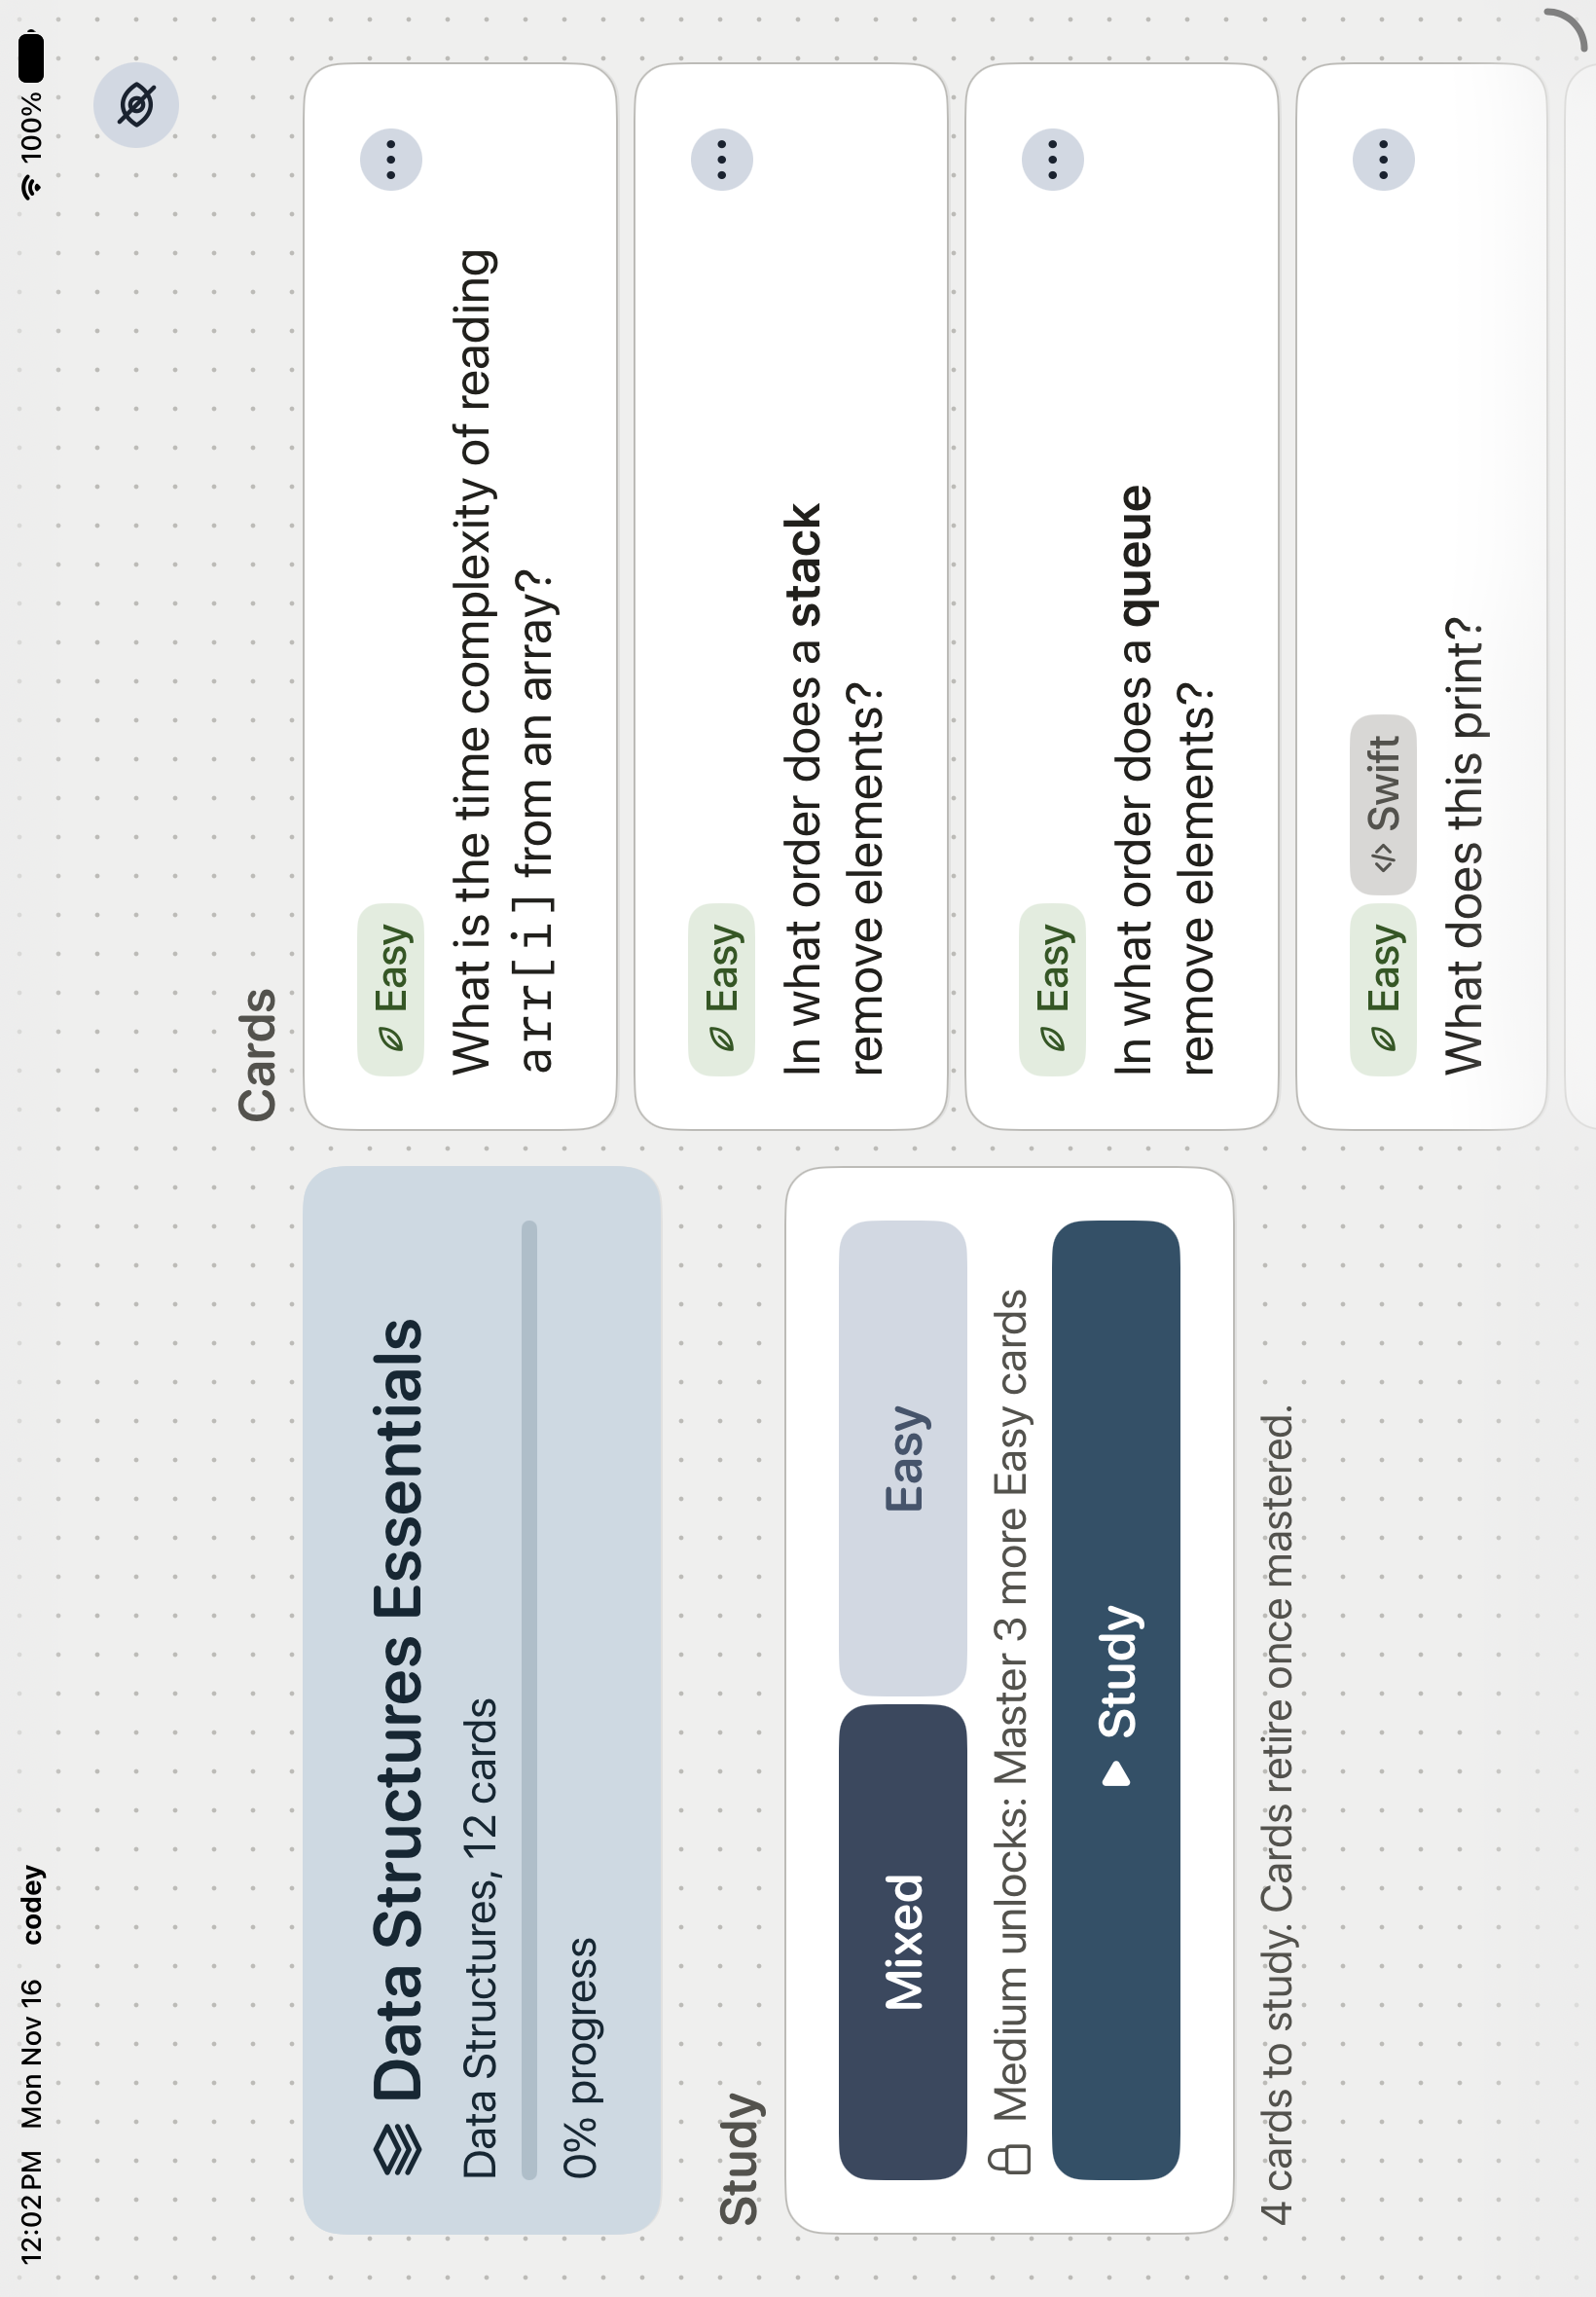 12:02 PM Mon Nov 16 codey
100%
Data Structures Essentials
Data Structures, 12 cards
0% progress
Study
Mixed
Easy
Medium unlocks: Master 3 more Easy cards
Study
4 cards to study. Cards retire once mastered.
Cards
Easy
What is the time complexity of reading
arr[i] from an array?
Easy
In what order does a stack
remove elements?
Easy
In what order does a queue
remove elements?
Easy
Swift
What does this print?